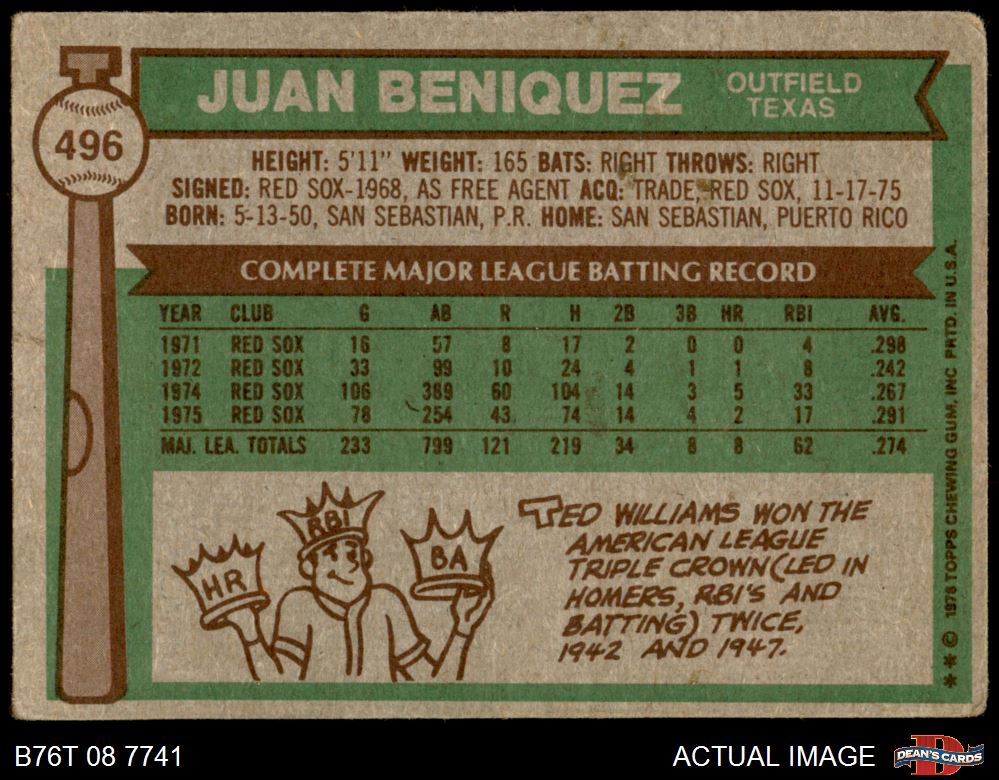 JUAN BENIQUEZ
OUTFIELD
TEXAS
496
HEIGHT: 5'11" WEIGHT: 165 BATS: RIGHT THROWS: RIGHT
SIGNED: RED SOX-1968, AS FREE AGENT ACQ: TRADE, RED SOX, 11-17-75
BORN: 5-13-50, SAN SEBASTIAN, P.R. HOME: SAN SEBASTIAN, PUERTO RICO
COMPLETE MAJOR LEAGUE BATTING RECORD
YEAR CLUB G AB R H 2B 3B HR RBI AVG.
1971 RED SOX 16 57 8 17 2 0 0 4 .298
1972 RED SOX 33 99 10 24 4 1 1 8 .242
1974 RED SOX 106 389 60 104 14 3 5 33 .267
1975 RED SOX 78 254 43 74 14 4 2 17 .291
MAJ. LEA. TOTALS 233 799 121 219 34 8 8 62 .274
HR
RBI
BA
TED WILLIAMS WON THE
AMERICAN LEAGUE
TRIPLE CROWN (LED IN
HOMERS, RBI'S AND
BATTING) TWICE,
1942 AND 1947.
* * © 1976 TOPPS CHEWING GUM, INC PRTD. IN U.S.A.
B76T 08 7741
ACTUAL IMAGE
DEAN'S CARDS